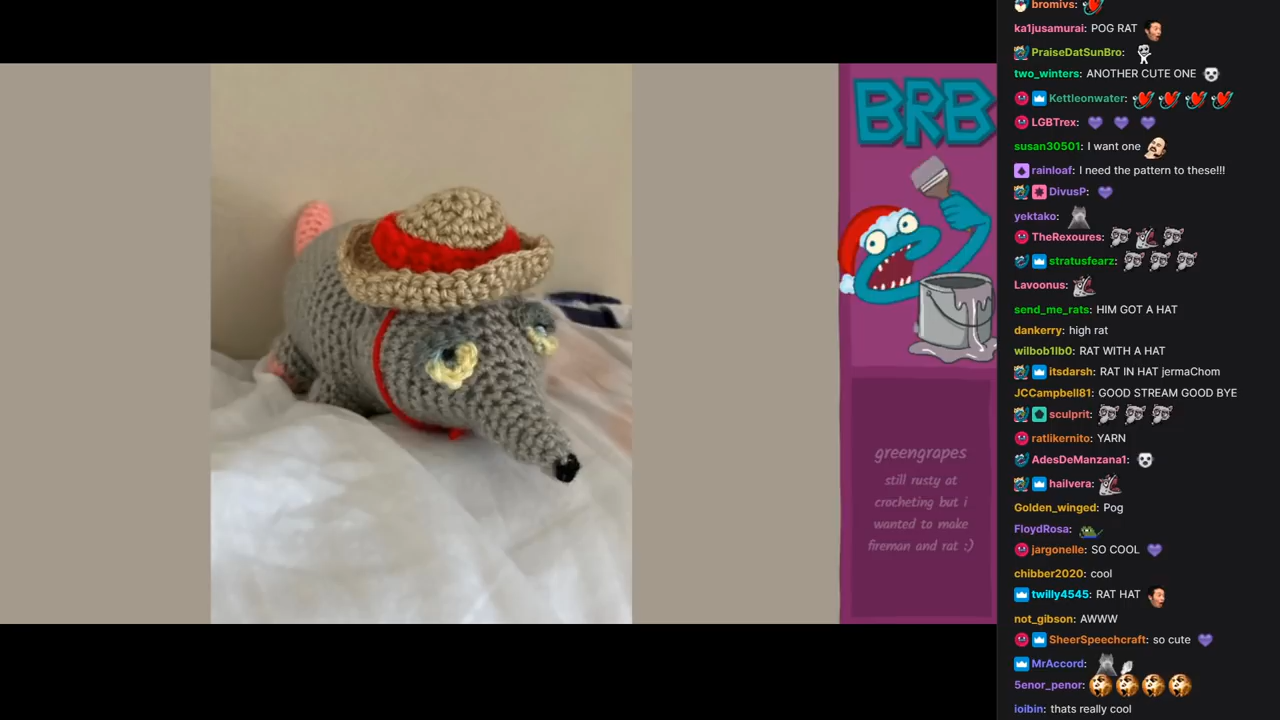 BRB
greengrapes
still rusty at
crocheting but i
wanted to make
fireman and rat :)
bromivs:
ka1jusamurai: POG RAT
PraiseDatSunBro:
two_winters: ANOTHER CUTE ONE
Kettleonwater:
LGBTrex:
susan30501: I want one
rainloaf: I need the pattern to these!!!
DivusP:
yektako:
TheRexoures:
stratusfearz:
Lavoonus:
send_me_rats: HIM GOT A HAT
dankerry: high rat
wilbob1lb0: RAT WITH A HAT
itsdarsh: RAT IN HAT jermaChom
JCCampbell81: GOOD STREAM GOOD BYE
sculprit:
ratlikernito: YARN
AdesDeManzana1:
hailvera:
Golden_winged: Pog
FloydRosa:
jargonelle: SO COOL
chibber2020: cool
twilly4545: RAT HAT
not_gibson: AWWW
SheerSpeechcraft: so cute
MrAccord:
5enor_penor:
ioibin: thats really cool